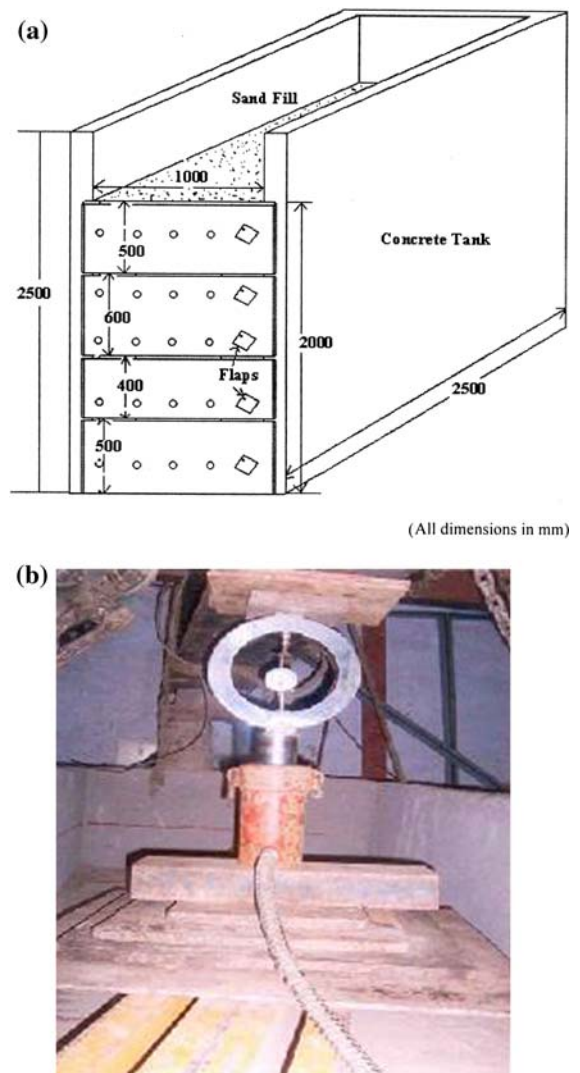 (a)
Sand Fill
1000
Concrete Tank
500
2500
600
2000
Flaps
400
2500
500
(All dimensions in mm)
(b)